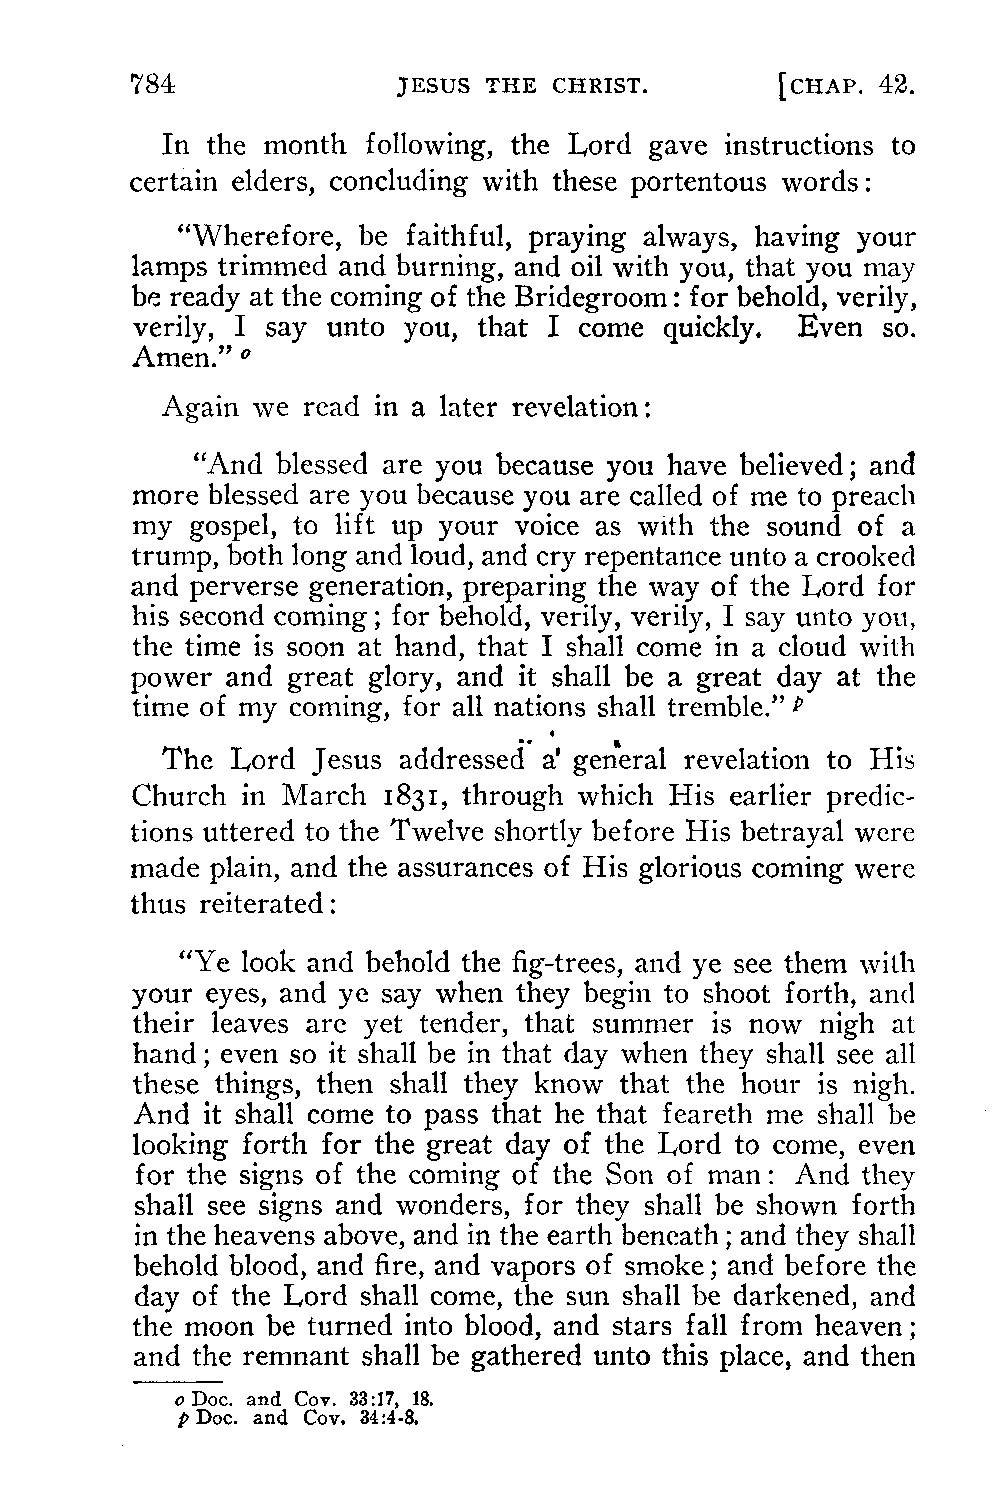 784 JESUS THE CHRIST. [CHAP. 42.
In the month following, the Lord gave instructions to
certain elders, concluding with these portentous words:
"Wherefore, be faithful, praying always, having your
lamps trimmed and burning, and oil with you, that you may
be ready at the coming of the Bridegroom: for behold, verily,
verily, I say unto you, that I come quickly. Even so.
Amen." o
Again we read in a later revelation:
"And blessed are you because you have believed; and
more blessed are you because you are called of me to preach
my gospel, to lift up your voice as with the sound of a
trump, both long and loud, and cry repentance unto a crooked
and perverse generation, preparing the way of the Lord for
his second coming; for behold, verily, verily, I say unto you,
the time is soon at hand, that I shall come in a cloud with
power and great glory, and it shall be a great day at the
time of my coming, for all nations shall tremble." p
The Lord Jesus addressed a general revelation to His
Church in March 1831, through which His earlier predic-
tions uttered to the Twelve shortly before His betrayal were
made plain, and the assurances of His glorious coming were
thus reiterated:
"Ye look and behold the fig-trees, and ye see them with
your eyes, and ye say when they begin to shoot forth, and
their leaves are yet tender, that summer is now nigh at
hand; even so it shall be in that day when they shall see all
these things, then shall they know that the hour is nigh.
And it shall come to pass that he that feareth me shall be
looking forth for the great day of the Lord to come, even
for the signs of the coming of the Son of man: And they
shall see signs and wonders, for they shall be shown forth
in the heavens above, and in the earth beneath; and they shall
behold blood, and fire, and vapors of smoke; and before the
day of the Lord shall come, the sun shall be darkened, and
the moon be turned into blood, and stars fall from heaven;
and the remnant shall be gathered unto this place, and then
o Doc. and Cov. 33:17, 18.
p Doc. and Cov. 34:4-8.